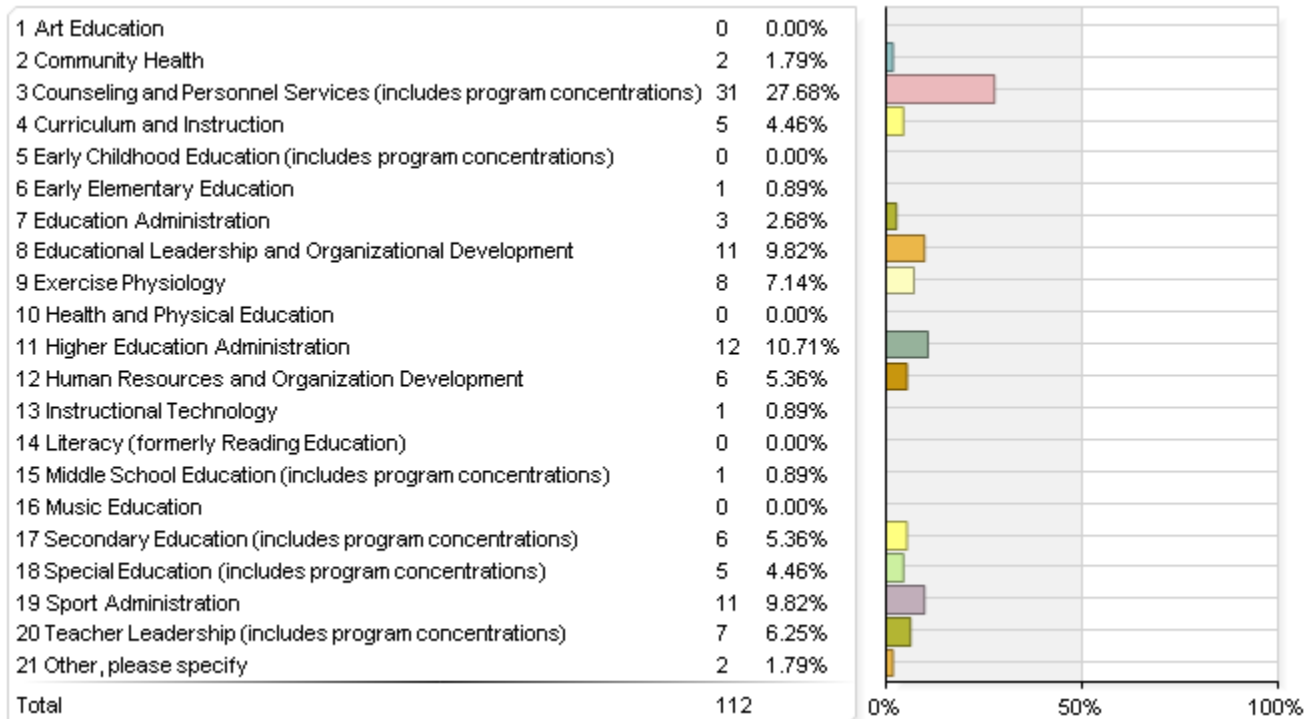 1 Art Education 0 0.00%
2 Community Health 2 1.79%
3 Counseling and Personnel Services (includes program concentrations) 31 27.68%
4 Curriculum and Instruction 5 4.46%
5 Early Childhood Education (includes program concentrations) 0 0.00%
6 Early Elementary Education 1 0.89%
7 Education Administration 3 2.68%
8 Educational Leadership and Organizational Development 11 9.82%
9 Exercise Physiology 8 7.14%
10 Health and Physical Education 0 0.00%
11 Higher Education Administration 12 10.71%
12 Human Resources and Organization Development 6 5.36%
13 Instructional Technology 1 0.89%
14 Literacy (formerly Reading Education) 0 0.00%
15 Middle School Education (includes program concentrations) 1 0.89%
16 Music Education 0 0.00%
17 Secondary Education (includes program concentrations) 6 5.36%
18 Special Education (includes program concentrations) 5 4.46%
19 Sport Administration 11 9.82%
20 Teacher Leadership (includes program concentrations) 7 6.25%
21 Other, please specify 2 1.79%
Total 112
0% 50% 100%